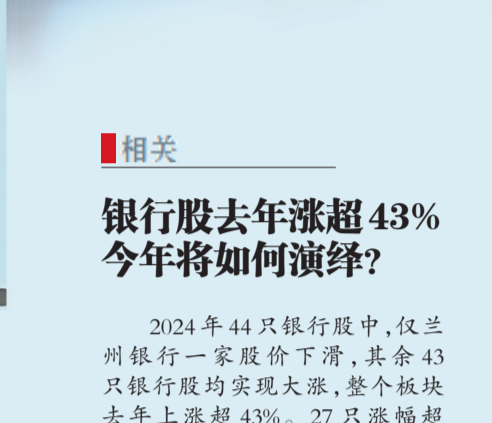 相关
银行股去年涨超43%
今年将如何演绎?
2024年44只银行股中,仅兰
州银行一家股价下滑,其余43
只银行股均实现大涨,整个板块
去年上涨超43%。27只涨幅超